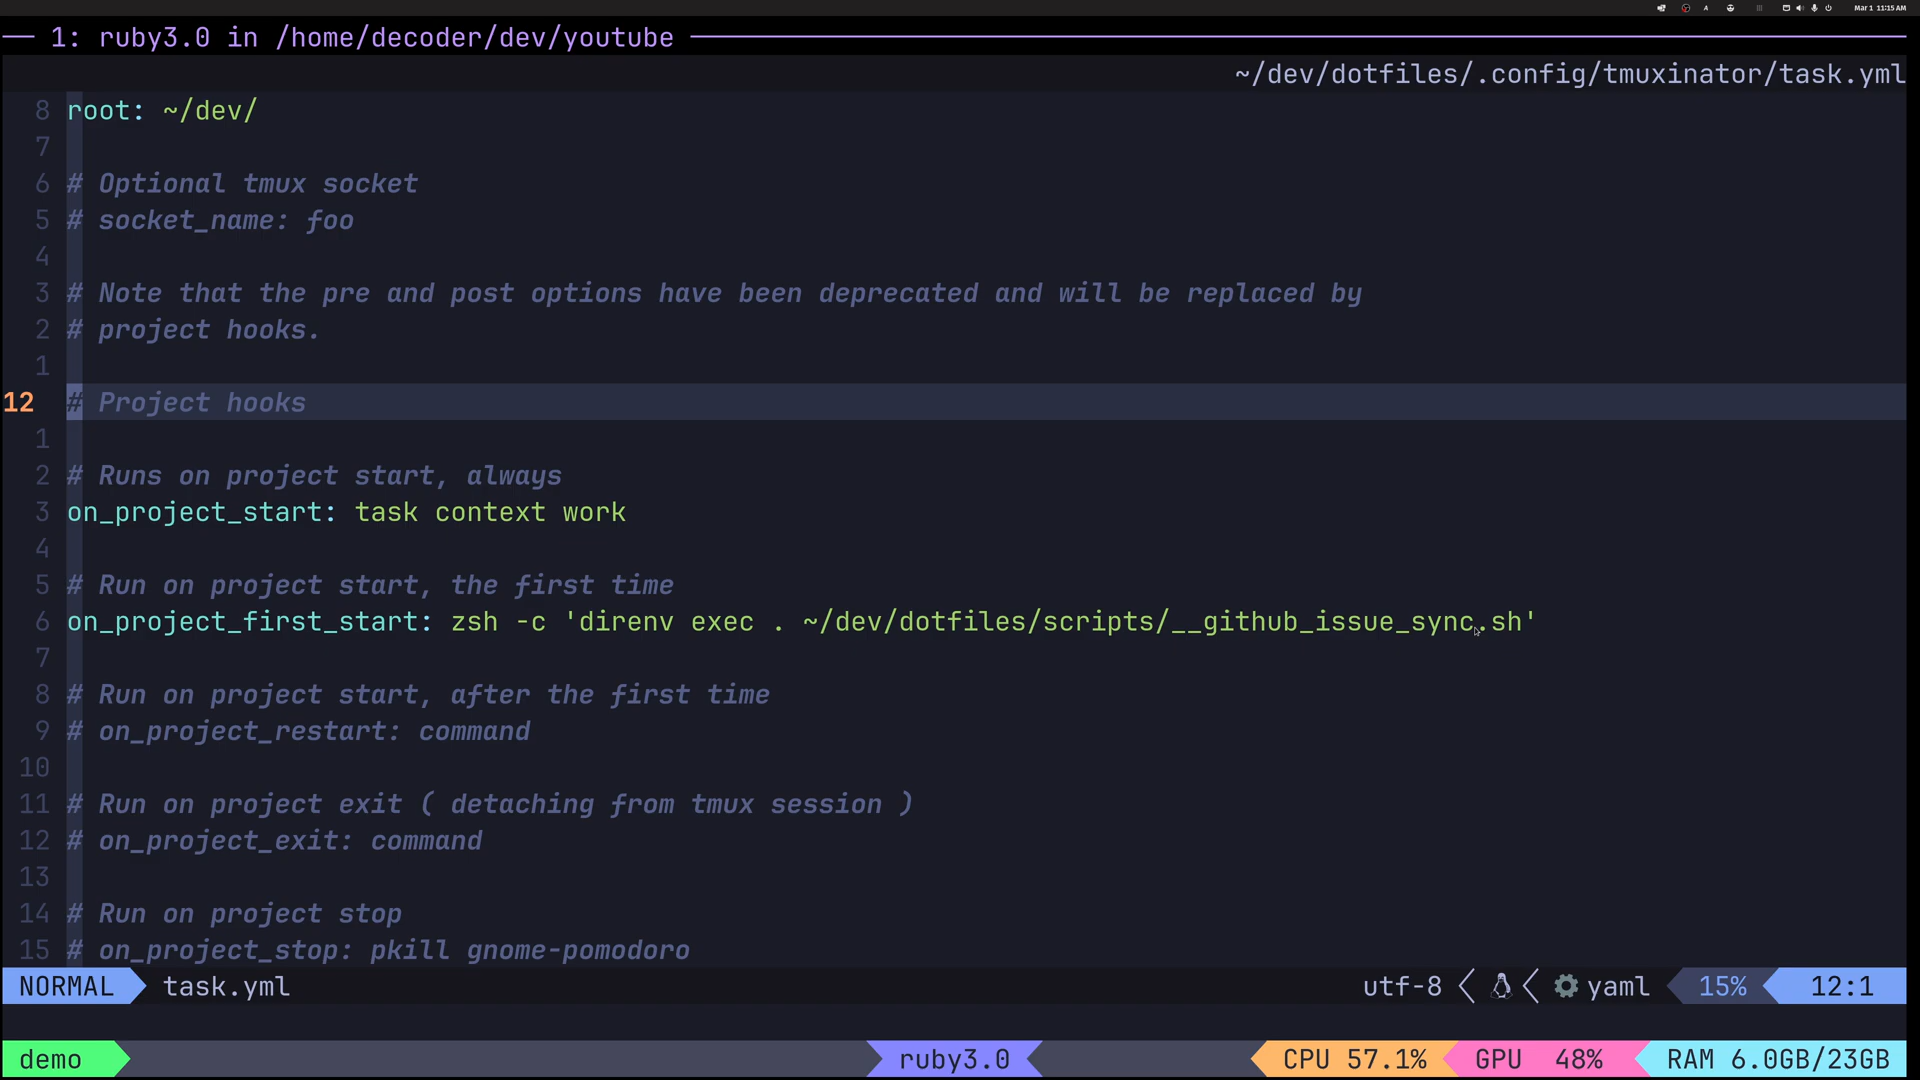 Mar 1 11:15 AM
1: ruby3.0 in /home/decoder/dev/youtube
~/dev/dotfiles/.config/tmuxinator/task.yml
8 root: ~/dev/
7
6 # Optional tmux socket
5 # socket_name: foo
4
3 # Note that the pre and post options have been deprecated and will be replaced by
2 # project hooks.
1
12 # Project hooks
1
2 # Runs on project start, always
3 on_project_start: task context work
4
5 # Run on project start, the first time
6 on_project_first_start: zsh -c 'direnv exec . ~/dev/dotfiles/scripts/__github_issue_sync.sh'
7
8 # Run on project start, after the first time
9 # on_project_restart: command
10
11 # Run on project exit ( detaching from tmux session )
12 # on_project_exit: command
13
14 # Run on project stop
15 # on_project_stop: pkill gnome-pomodoro
NORMAL task.yml utf-8 yaml 15% 12:1
demo ruby3.0 CPU 57.1% GPU 48% RAM 6.0GB/23GB